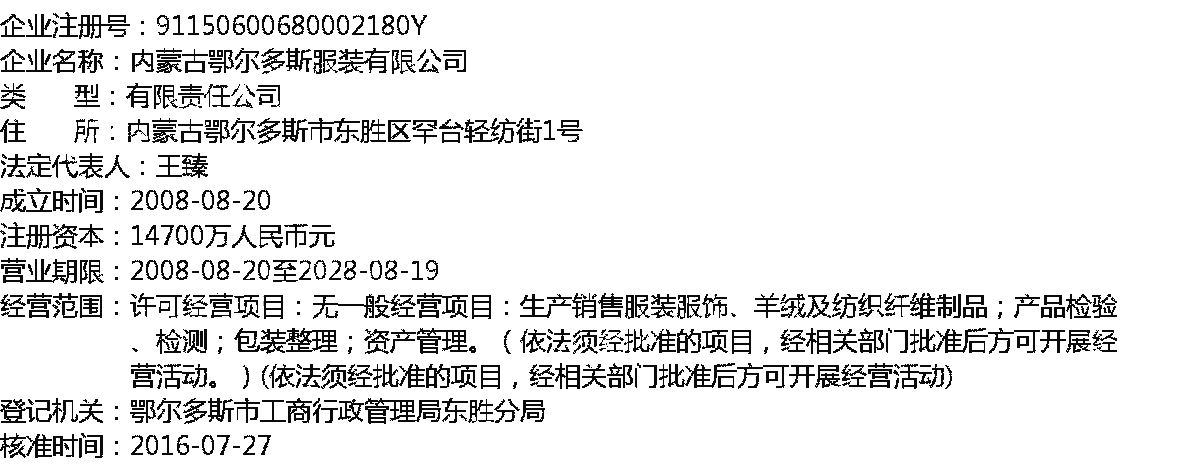 企业注册号：91150600680002180Y
企业名称：内蒙古鄂尔多斯服装有限公司
类 型：有限责任公司
住 所：内蒙古鄂尔多斯市东胜区罕台轻纺街1号
法定代表人：王臻
成立时间：2008-08-20
注册资本：14700万人民币元
营业期限：2008-08-20至2028-08-19
经营范围：许可经营项目：无一般经营项目：生产销售服装服饰、羊绒及纺织纤维制品；产品检验
、检测；包装整理；资产管理。（依法须经批准的项目，经相关部门批准后方可开展经
营活动。）(依法须经批准的项目，经相关部门批准后方可开展经营活动)
登记机关：鄂尔多斯市工商行政管理局东胜分局
核准时间：2016-07-27